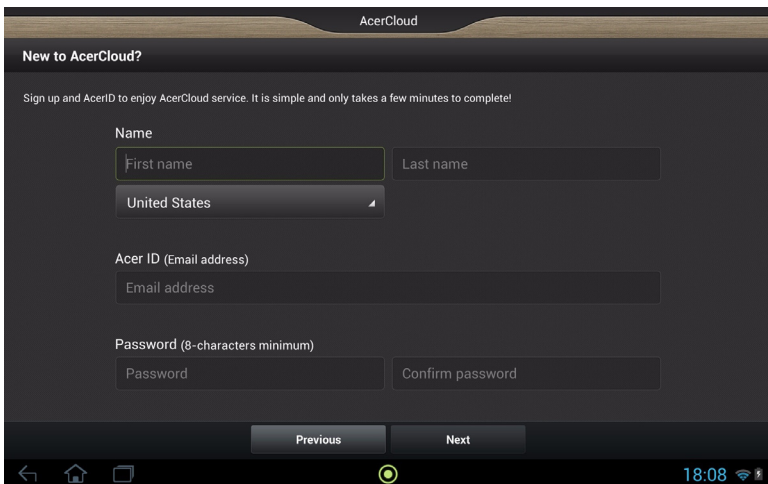 AcerCloud
New to AcerCloud?
Sign up and AcerID to enjoy AcerCloud service. It is simple and only takes a few minutes to complete!
Name
First name Last name
United States
Acer ID (Email address)
Email address
Password (8-characters minimum)
Password Confirm password
Previous Next
18:08